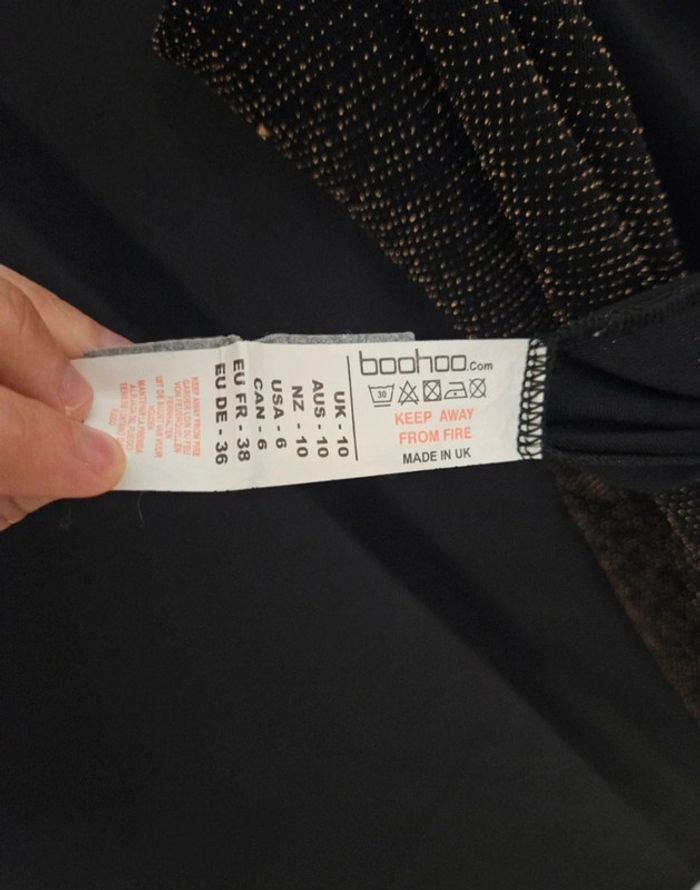 boohoo.com
30
KEEP AWAY
FROM FIRE
MADE IN UK
UK - 10
AUS - 10
NZ - 10
USA - 6
CAN - 6
EU FR - 38
EU DE - 36
KEEP AWAY FROM FIRE